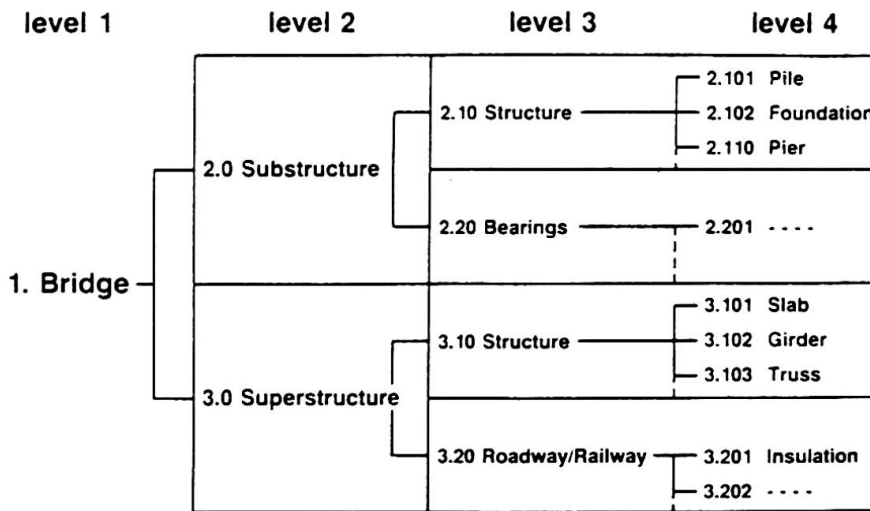 level 1 level 2 level 3 level 4
2.101 Pile
2.10 Structure 2.102 Foundation
2.110 Pier
2.0 Substructure
2.20 Bearings 2.201 ----
1. Bridge
3.101 Slab
3.10 Structure 3.102 Girder
3.103 Truss
3.0 Superstructure
3.20 Roadway/Railway 3.201 Insulation
3.202 ----